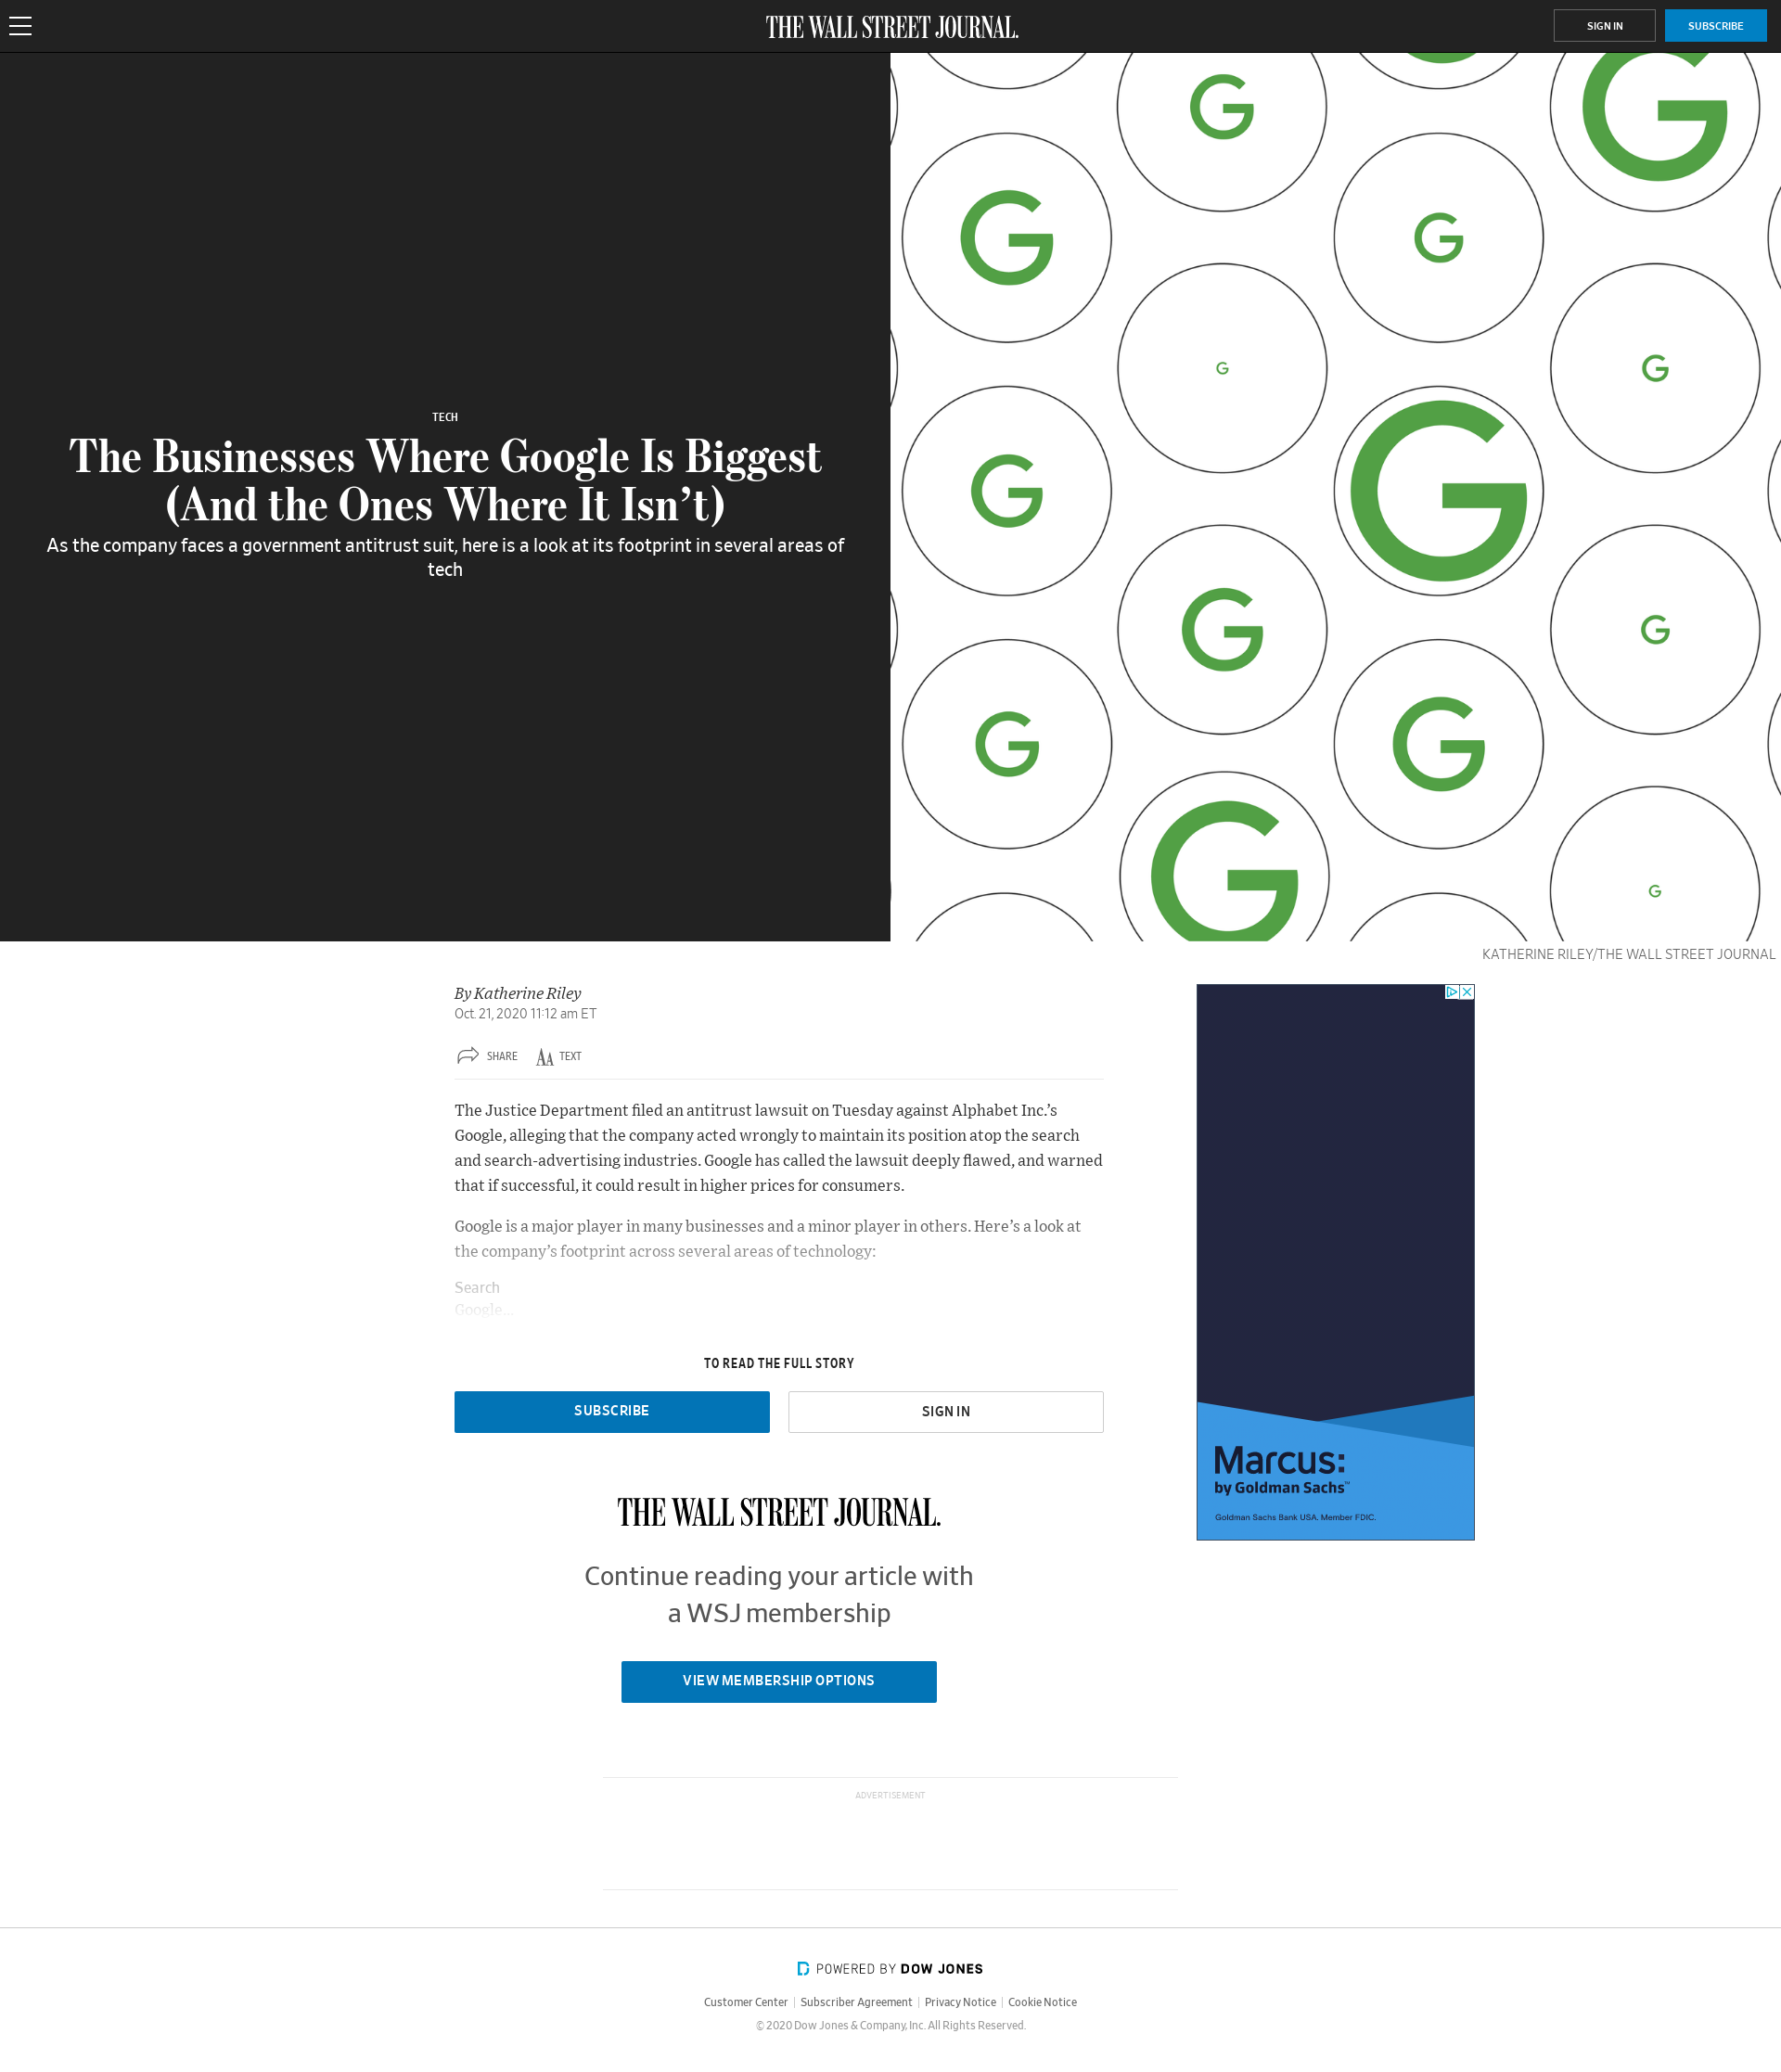 THE WALL STREET JOURNAL.
SIGN IN
SUBSCRIBE
TECH
The Businesses Where Google Is Biggest
(And the Ones Where It Isn’t)
As the company faces a government antitrust suit, here is a look at its footprint in several areas of
tech
KATHERINE RILEY/THE WALL STREET JOURNAL
By Katherine Riley
Oct. 21, 2020 11:12 am ET
SHARE
AA TEXT
The Justice Department filed an antitrust lawsuit on Tuesday against Alphabet Inc.’s
Google, alleging that the company acted wrongly to maintain its position atop the search
and search-advertising industries. Google has called the lawsuit deeply flawed, and warned
that if successful, it could result in higher prices for consumers.
Google is a major player in many businesses and a minor player in others. Here’s a look at
the company’s footprint across several areas of technology:
Search
Google...
TO READ THE FULL STORY
SUBSCRIBE
SIGN IN
THE WALL STREET JOURNAL.
Continue reading your article with
a WSJ membership
VIEW MEMBERSHIP OPTIONS
Marcus:
by Goldman Sachs™
Goldman Sachs Bank USA. Member FDIC.
ADVERTISEMENT
POWERED BY DOW JONES
Customer Center | Subscriber Agreement | Privacy Notice | Cookie Notice
© 2020 Dow Jones & Company, Inc. All Rights Reserved.